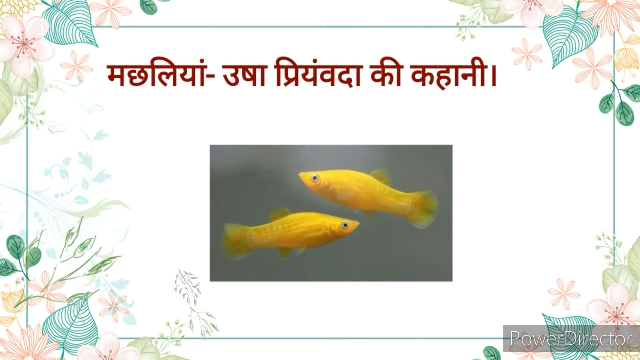 मछलियां- उषा प्रियंवदा की कहानी।
PowerDirector